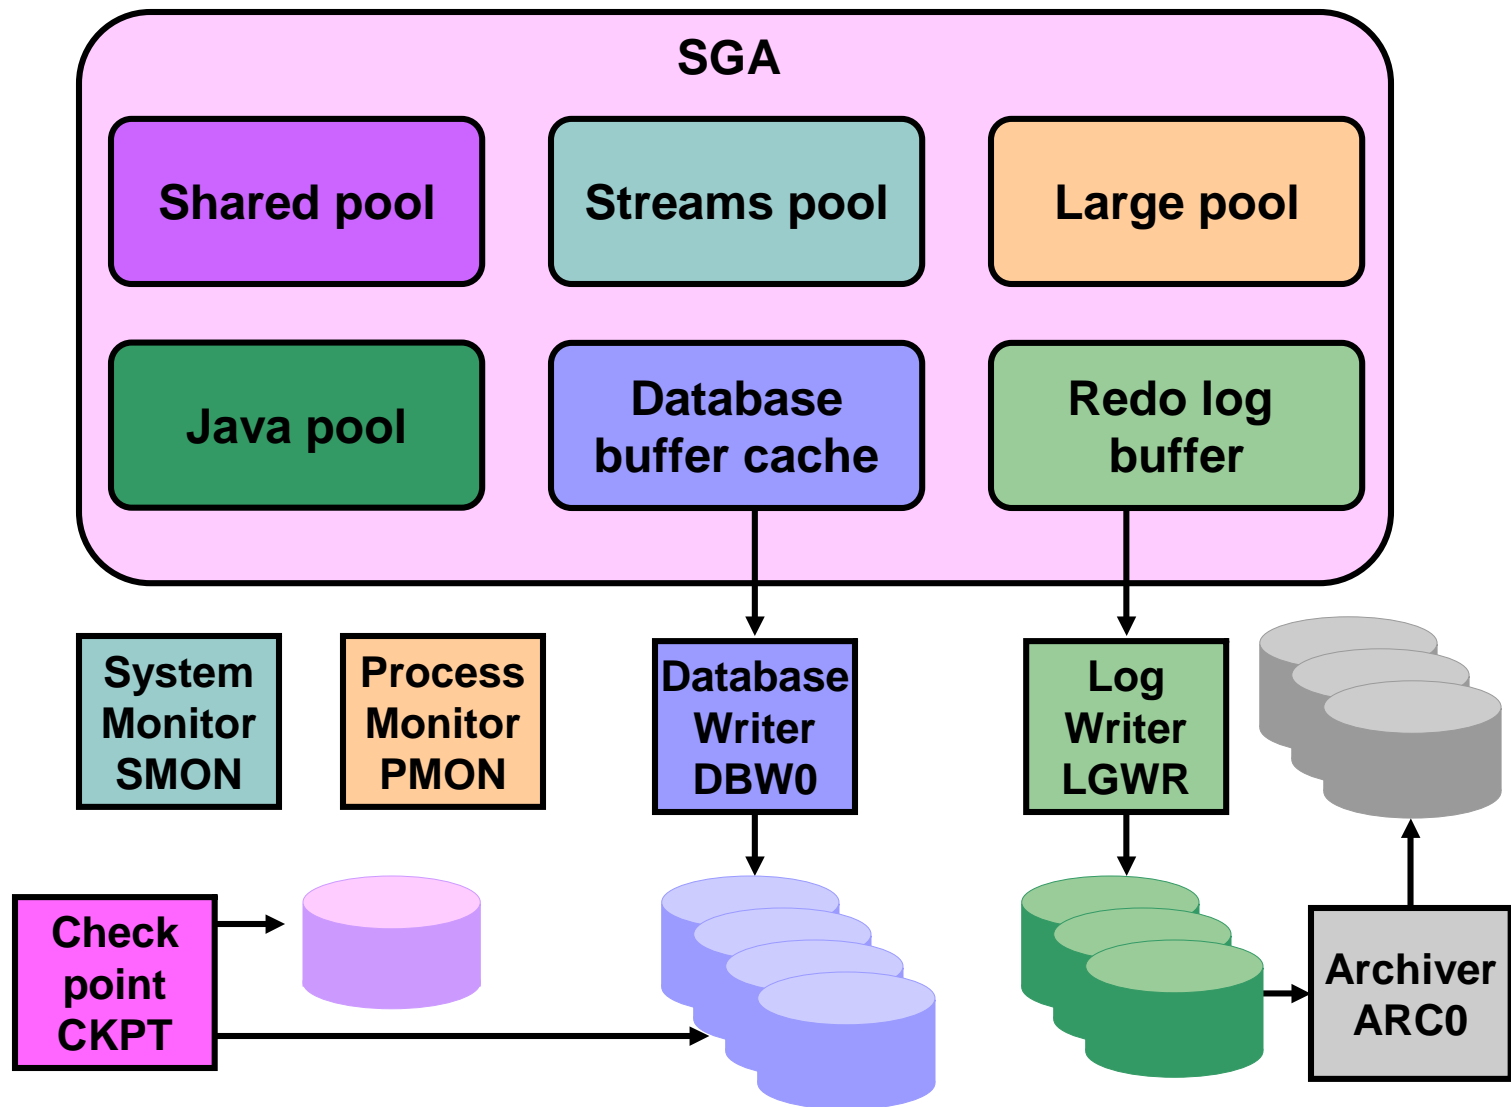 SGA
Shared pool
Streams pool
Large pool
Java pool
Database
buffer cache
Redo log
buffer
System
Monitor
SMON
Process
Monitor
PMON
Database
Writer
DBW0
Log
Writer
LGWR
Check
point
CKPT
Archiver
ARC0